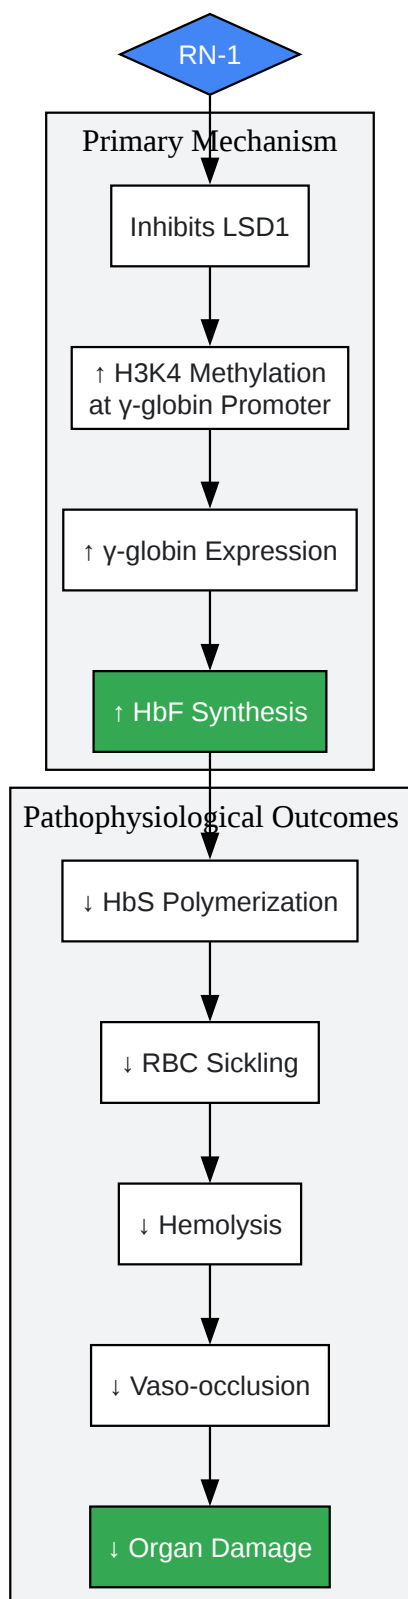 RN-1
Primary Mechanism
Inhibits LSD1
↑ H3K4 Methylation
at γ-globin Promoter
↑ γ-globin Expression
↑ HbF Synthesis
Pathophysiological Outcomes
↓ HbS Polymerization
↓ RBC Sickling
↓ Hemolysis
↓ Vaso-occlusion
↓ Organ Damage